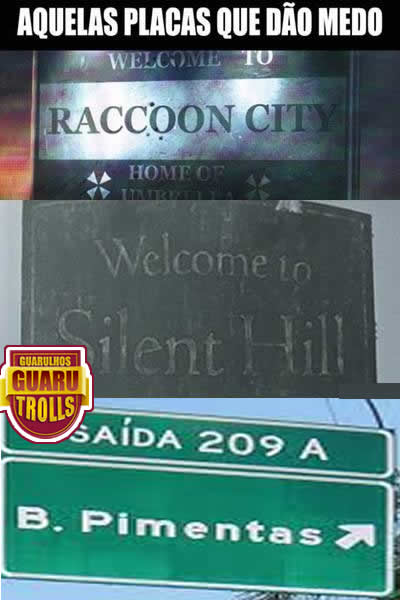 AQUELAS PLACAS QUE DÃO MEDO
WELCOME TO
RACCOON CITY
HOME OF
UMBRELLA
Welcome to
Silent Hill
GUARULHOS
GUARU
TROLLS
SAÍDA 209 A
B. Pimentas